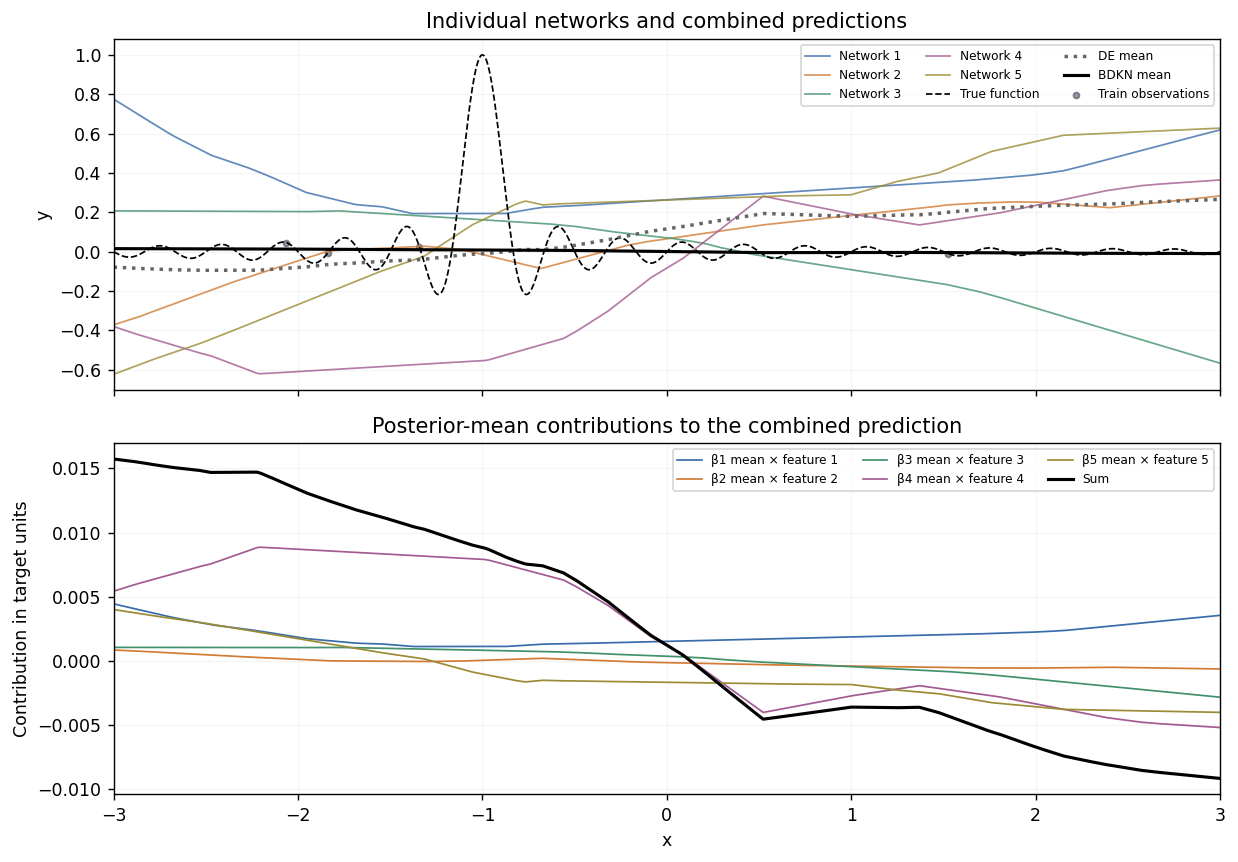 Individual networks and combined predictions
Network 1
Network 2
Network 3
Network 4
Network 5
True function
DE mean
BDKN mean
Train observations
y
1.0
0.8
0.6
0.4
0.2
0.0
−0.2
−0.4
−0.6
Posterior-mean contributions to the combined prediction
β1 mean × feature 1
β2 mean × feature 2
β3 mean × feature 3
β4 mean × feature 4
β5 mean × feature 5
Sum
Contribution in target units
0.015
0.010
0.005
0.000
−0.005
−0.010
−3
−2
−1
0
1
2
3
x